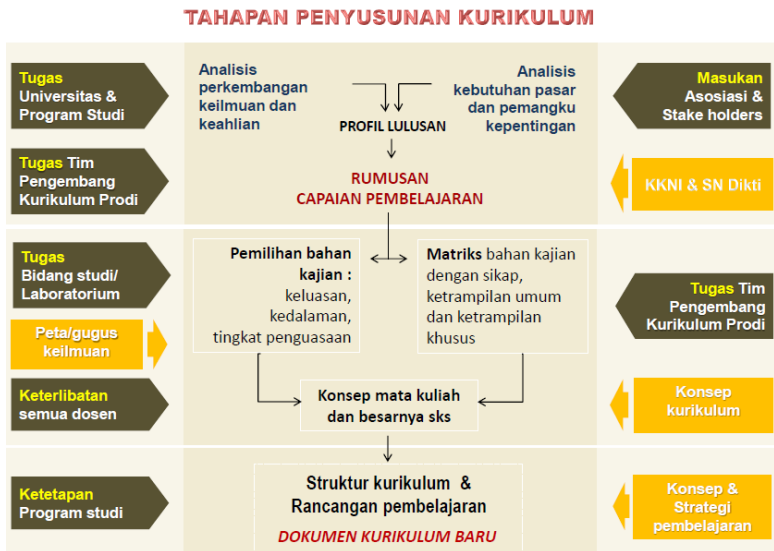 TAHAPAN PENYUSUNAN KURIKULUM
Tugas
Universitas &
Program Studi
Analisis
perkembangan
keilmuan dan
keahlian
Analisis
kebutuhan pasar
dan pemangku
kepentingan
Masukan
Asosiasi &
Stake holders
PROFIL LULUSAN
Tugas Tim
Pengembang
Kurikulum Prodi
RUMUSAN
CAPAIAN PEMBELAJARAN
KKNI & SN Dikti
Tugas
Bidang studi/
Laboratorium
Pemilihan bahan
kajian :
keluasan,
kedalaman,
tingkat penguasaan
Matriks bahan kajian
dengan sikap,
ketrampilan umum
dan ketrampilan
khusus
Tugas Tim
Pengembang
Kurikulum Prodi
Peta/gugus
keilmuan
Keterlibatan
semua dosen
Konsep mata kuliah
dan besarnya sks
Konsep
kurikulum
Ketetapan
Program studi
Struktur kurikulum &
Rancangan pembelajaran
DOKUMEN KURIKULUM BARU
Konsep &
Strategi
pembelajaran